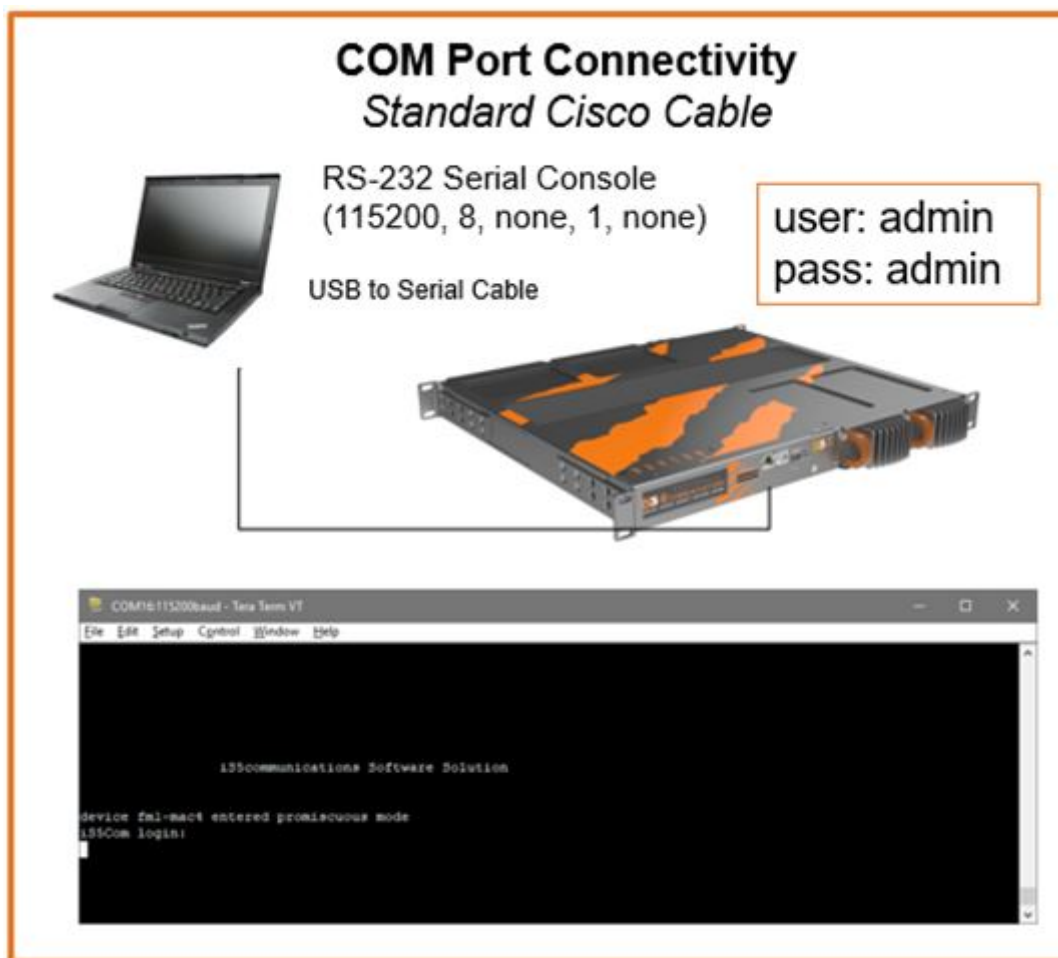 COM Port Connectivity
Standard Cisco Cable
RS-232 Serial Console
(115200, 8, none, 1, none)
user: admin
pass: admin
USB to Serial Cable
COM16:115200baud - Tera Term VT
File Edit Setup Control Window Help
iS5communications Software Solution
device fm1-mac4 entered promiscuous mode
iS5Com login: